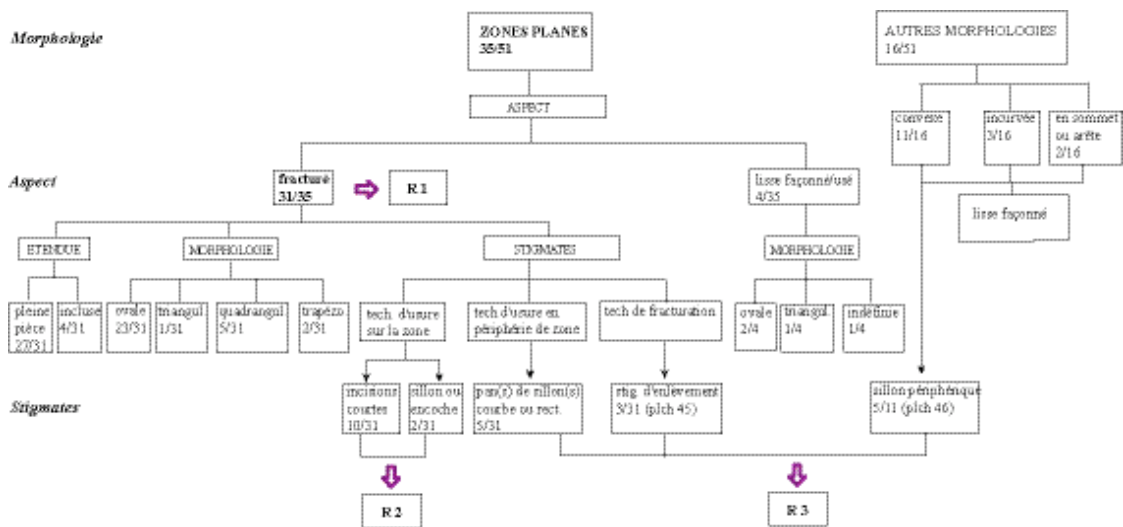 Morphologie
ZONES PLANES
35/51
AUTRES MORPHOLOGIES
16/51
ASPECT
convexe
11/16
incurvée
3/16
en sommet
ou arête
2/16
Aspect
fracturé
31/35
R 1
lisse façonné/usé
4/35
lisse façonné
ETENDUE
MORPHOLOGIE
STIGMATES
MORPHOLOGIE
pleine
pièce
27/31
incluse
4/31
ovale
23/31
triangul.
1/31
quadrangul.
5/31
trapézo.
2/31
tech. d'usure
sur la zone
tech d'usure en
périphérie de zone
tech de fracturation
ovale
2/4
triangul.
1/4
indéfinie
1/4
Stigmates
incisions
courtes
10/31
sillon ou
encoche
2/31
pan(s) de sillon(s)
courbe ou rect.
5/31
stig. d'enlèvement
3/31 (plch 45)
sillon périphérique
5/11 (plch 46)
R 2
R 3